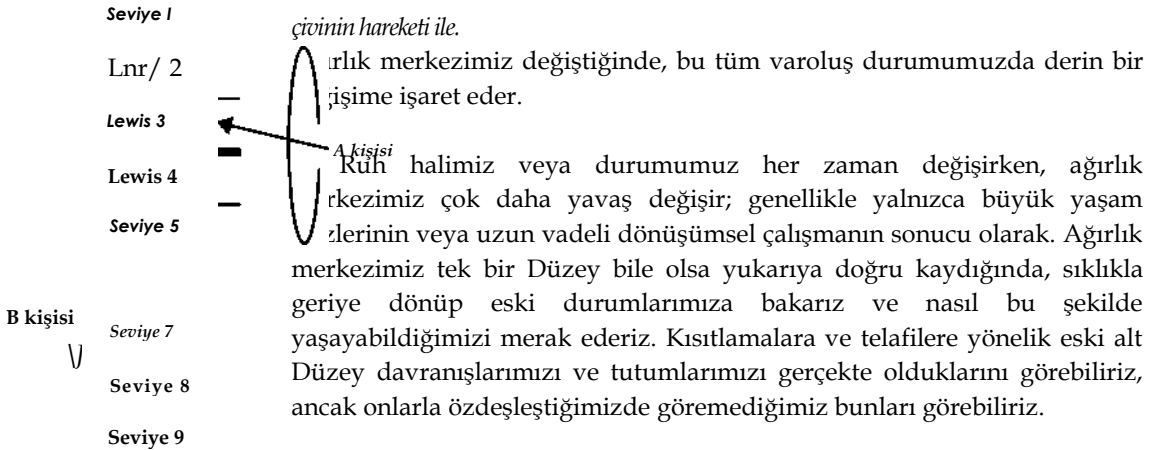 Seviye I
Lnr/ 2
Lewis 3
Lewis 4
Seviye 5
B kişisi
Seviye 7
Seviye 8
Seviye 9
A kişisi
çivinin hareketi ile.
ırlık merkezimiz değiştiğinde, bu tüm varoluş durumumuzda derin bir
ğişime işaret eder.
Ruh halimiz veya durumumuz her zaman değişirken, ağırlık
rkezimiz çok daha yavaş değişir; genellikle yalnızca büyük yaşam
zlerinin veya uzun vadeli dönüşümsel çalışmanın sonucu olarak. Ağırlık
merkezimiz tek bir Düzey bile olsa yukarıya doğru kaydığında, sıklıkla
geriye dönüp eski durumlarımıza bakarız ve nasıl bu şekilde
yaşayabildiğimizi merak ederiz. Kısıtlamalara ve telafilere yönelik eski alt
Düzey davranışlarımızı ve tutumlarımızı gerçekte olduklarını görebiliriz,
ancak onlarla özdeşleştiğimizde göremediğimiz bunları görebiliriz.